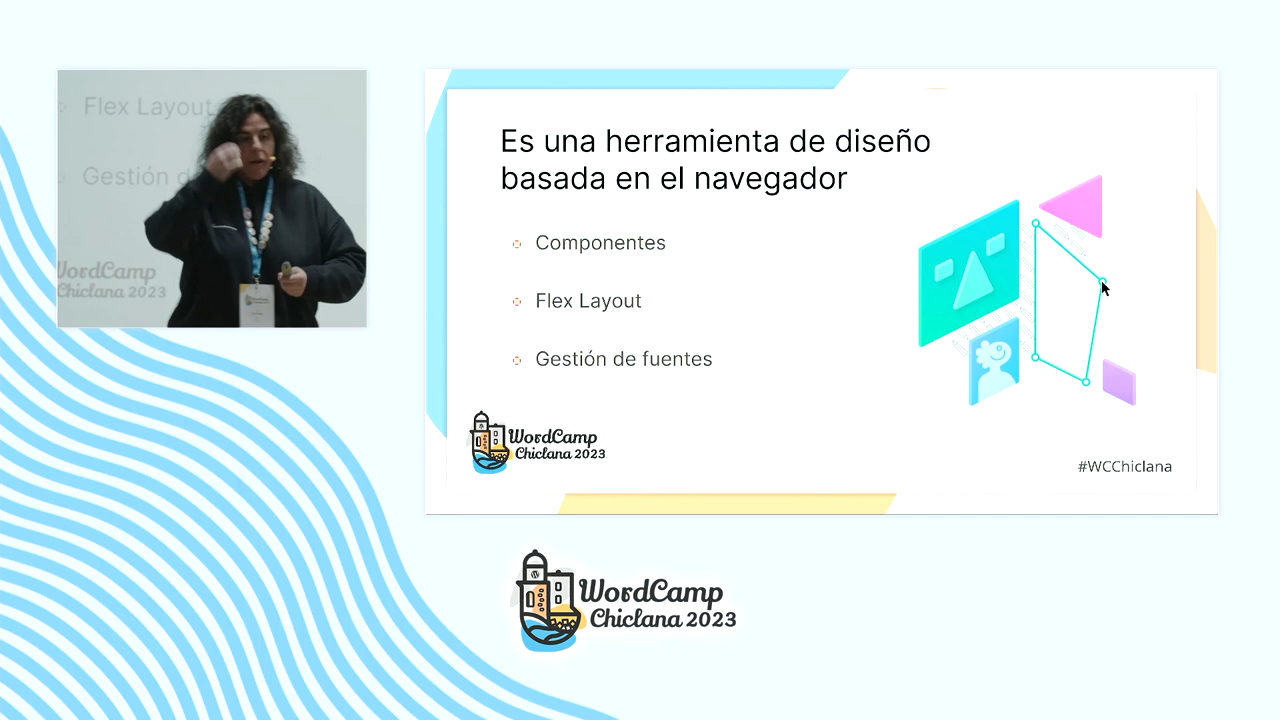 Flex Layout
Gestión d
WordCamp
Chiclana 2023
Es una herramienta de diseño
basada en el navegador
Componentes
Flex Layout
Gestión de fuentes
WordCamp
Chiclana 2023
#WCChiclana
WordCamp
Chiclana 2023